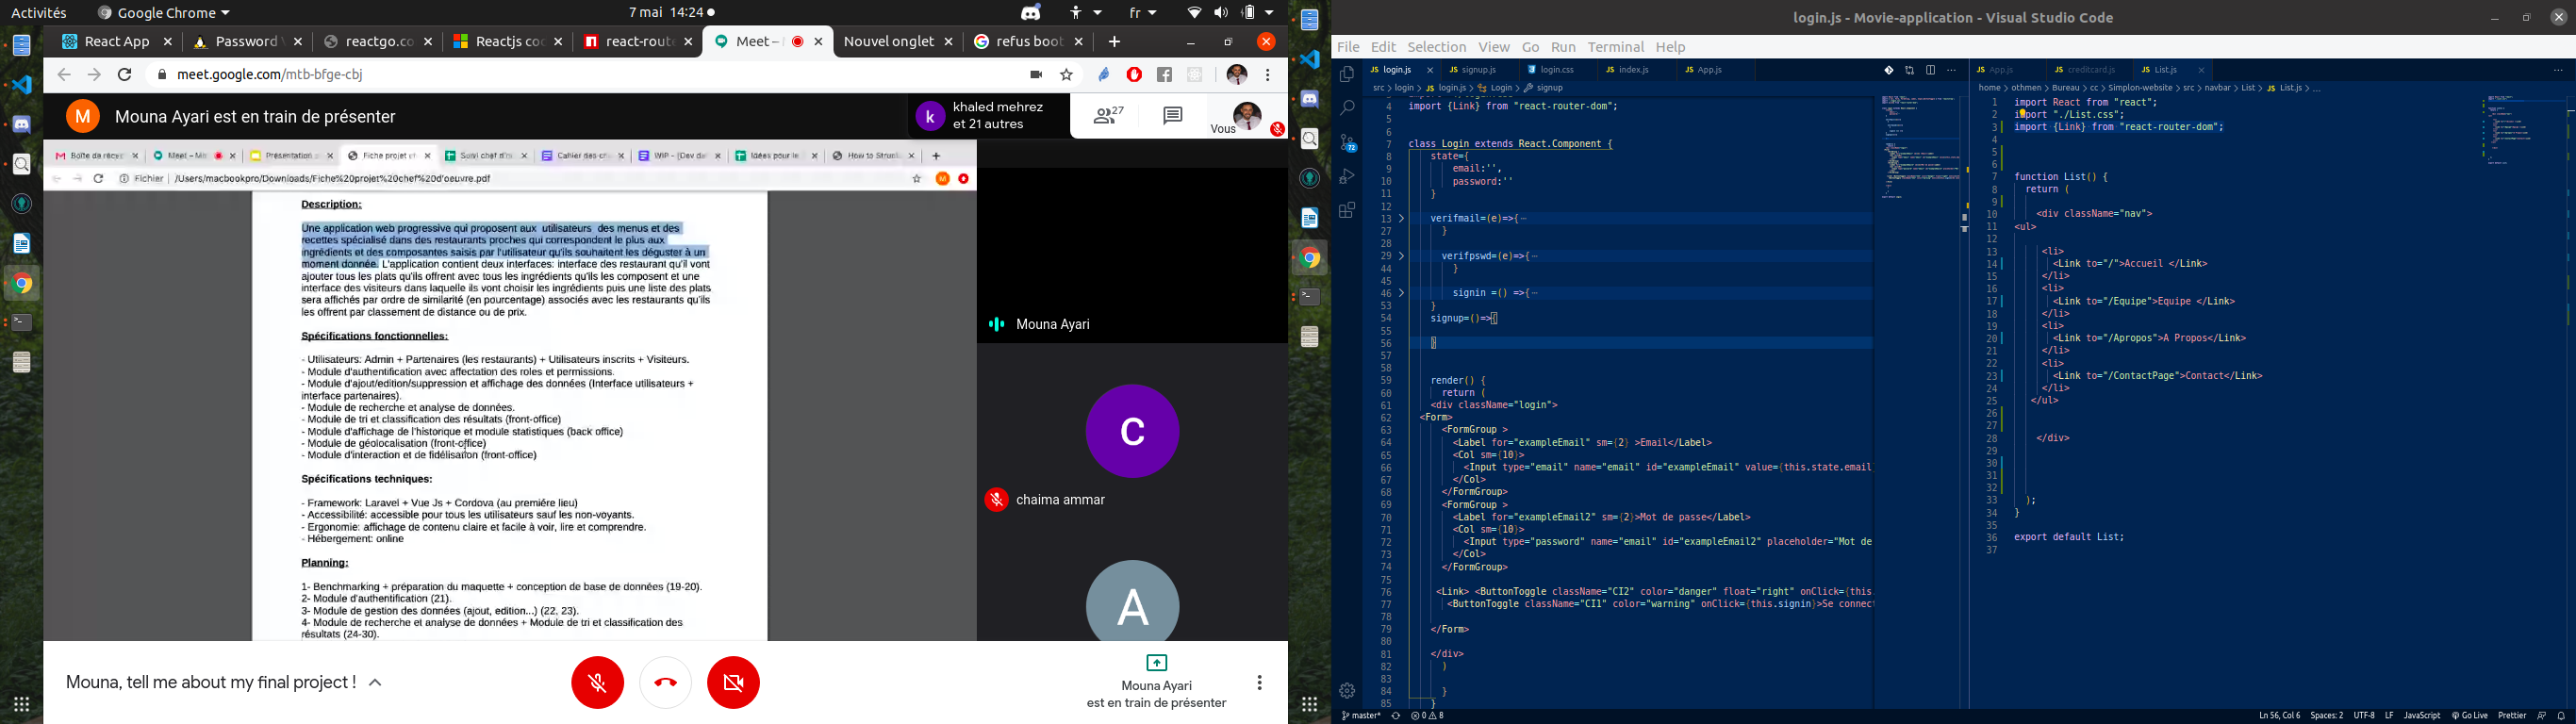 Activités
Google Chrome
7 mai 14:24
fr
React App
Password
reactgo.co
Reactjs coo
react-route
Meet –
Nouvel onglet
refus boot
meet.google.com/mtb-bfge-cbj
M
Mouna Ayari est en train de présenter
k
khaled mehrez
et 21 autres
27
Vous
Présentation
Fiche projet
Suivi chef d'
Cahier des
WIP - (Dev
Idées pour le
How to
Fichier
/Users/macbookpro/Downloads/Fiche%20projet%20chef%20d'oeuvre.pdf
Description:
Une application web progressive qui proposent aux utilisateurs des menus et des
recettes spécialisé dans des restaurants proches qui correspondent le plus aux
ingrédients et des composantes saisis par l'utilisateur qu'ils souhaitent les déguster à un
moment donnée. L'application contient deux interfaces: interface des restaurant qu'il vont
ajouter tous les plats qu'ils offrent avec tous les ingrédients qu'ils les composent et une
interface des visiteurs dans laquelle ils vont choisir les ingrédients puis une liste des plats
sera affichés par ordre de similarité (en pourcentage) associés avec les restaurants qu'ils
les offrent par classement de distance ou de prix.
Spécifications fonctionnelles:
- Utilisateurs: Admin + Partenaires (les restaurants) + Utilisateurs inscrits + Visiteurs.
- Module d'authentification avec affectation des roles et permissions.
- Module d'ajout/edition/suppression et affichage des données (Interface utilisateurs +
interface partenaires).
- Module de recherche et analyse de données.
- Module de tri et classification des résultats (front-office)
- Module d'affichage de l'historique et module statistiques (back office)
- Module de géolocalisation (front-office)
- Module d'interaction et de fidélisation (front-office)
Spécifications techniques:
- Framework: Laravel + Vue Js + Cordova (au première lieu)
- Accessibilité: accessible pour tous les utilisateurs sauf les non-voyants.
- Ergonomie: affichage de contenu claire et facile à voir, lire et comprendre.
- Hébergement: online
Planning:
1- Benchmarking + préparation du maquette + conception de base de données (19-20).
2- Module d'authentification (21).
3- Module de gestion des données (ajout, edition...) (22, 23).
4- Module de recherche et analyse de données + Module de tri et classification des
résultats (24-30).
Mouna Ayari
C
chaima ammar
A
Mouna, tell me about my final project !
Mouna Ayari
est en train de présenter
login.js - Movie-application - Visual Studio Code
File Edit Selection View Go Run Terminal Help
login.js
signup.js
login.css
index.js
App.js
src > login > login.js > Login > signup
4 import {Link} from "react-router-dom";
5
6
7 class Login extends React.Component {
8 state={
9 email:'',
10 password:''
11 }
12
13 verifmail=(e)=>{
27 }
28
29 verifpswd=(e)=>{
44 }
45
46 signin =() =>{
53 }
54 signup=()=>{
55
56 }
57
58
59 render() {
60 return (
61 <div className="login">
62 <Form>
63 <FormGroup >
64 <Label for="exampleEmail" sm={2} >Email</Label>
65 <Col sm={10}>
66 <Input type="email" name="email" id="exampleEmail" value={this.state.email
67 </Col>
68 </FormGroup>
69 <FormGroup >
70 <Label for="exampleEmail2" sm={2}>Mot de passe</Label>
71 <Col sm={10}>
72 <Input type="password" name="email" id="exampleEmail2" placeholder="Mot de
73 </Col>
74 </FormGroup>
75
76 <Link> <ButtonToggle className="CI2" color="danger" float="right" onClick={this.
77 <ButtonToggle className="CI1" color="warning" onClick={this.signin}>Se connect
78
79 </Form>
80
81 </div>
82 )
83
84 }
85 }
72
master*
0 8
App.js
creditcard.js
List.js
home > othmen > Bureau > cc > Simplon-website > src > navbar > List > List.js > ...
1 import React from "react";
2 import "./List.css";
3 import {Link} from "react-router-dom";
4
5
6
7 function List() {
8 return (
9
10 <div className="nav">
11 <ul>
12
13 <li>
14 <Link to="/">Accueil </Link>
15 </li>
16 <li>
17 <Link to="/Equipe">Equipe </Link>
18 </li>
19 <li>
20 <Link to="/Apropos">A Propos</Link>
21 </li>
22 <li>
23 <Link to="/ContactPage">Contact</Link>
24 </li>
25 </ul>
26
27
28 </div>
29
30
31
32
33 );
34 }
35
36 export default List;
37
Ln 56, Col 6 Spaces: 2 UTF-8 LF JavaScript Go Live Prettier